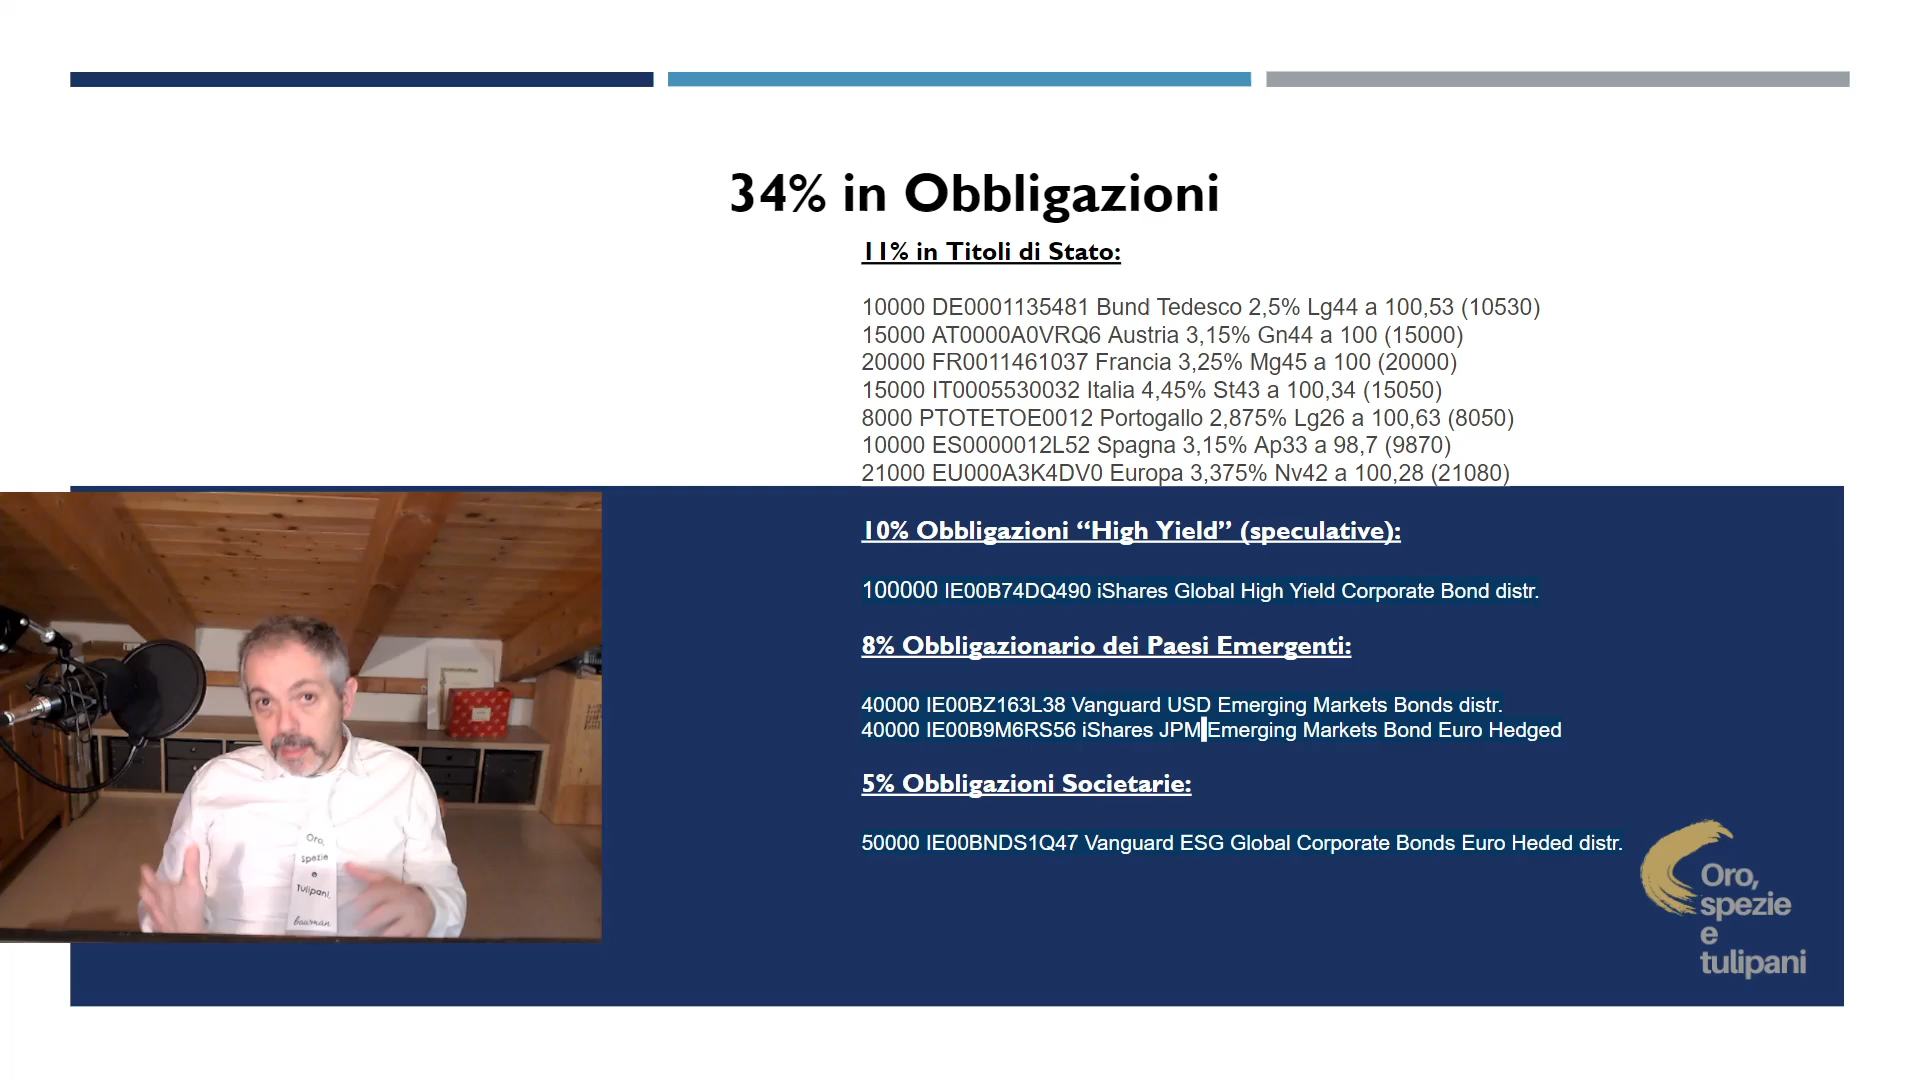 34% in Obbligazioni
11% in Titoli di Stato:
10000 DE0001135481 Bund Tedesco 2,5% Lg44 a 100,53 (10530)
15000 AT0000A0VRQ6 Austria 3,15% Gn44 a 100 (15000)
20000 FR0011461037 Francia 3,25% Mg45 a 100 (20000)
15000 IT0005530032 Italia 4,45% St43 a 100,34 (15050)
8000 PTOTETOE0012 Portogallo 2,875% Lg26 a 100,63 (8050)
10000 ES0000012L52 Spagna 3,15% Ap33 a 98,7 (9870)
21000 EU000A3K4DV0 Europa 3,375% Nv42 a 100,28 (21080)
10% Obbligazioni “High Yield” (speculative):
100000 IE00B74DQ490 iShares Global High Yield Corporate Bond distr.
8% Obbligazionario dei Paesi Emergenti:
40000 IE00BZ163L38 Vanguard USD Emerging Markets Bonds distr.
40000 IE00B9M6RS56 iShares JPM Emerging Markets Bond Euro Hedged
5% Obbligazioni Societarie:
50000 IE00BNDS1Q47 Vanguard ESG Global Corporate Bonds Euro Heded distr.
Oro,
spezie
e
tulipani
Oro,
spezie
e
Tulipani,
bauman